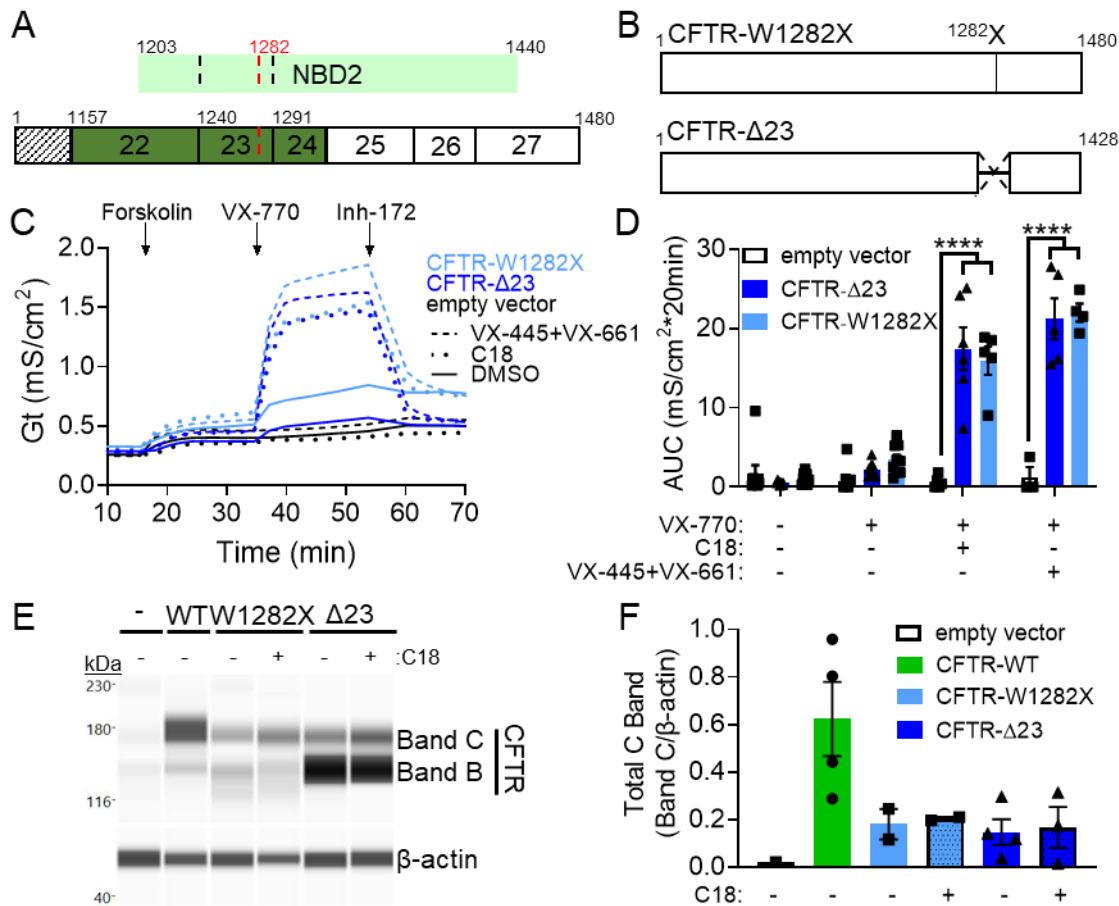 A
1203 1282 1440
NBD2
1 1157 1240 1291 1480
22 23 24 25 26 27
B
1 CFTR-W1282X 1282 X 1480
1 CFTR-Δ23 1428
C
Forskolin VX-770 Inh-172
Gt (mS/cm²)
2.0
1.5
1.0
0.5
0.0
10 20 30 40 50 60 70
Time (min)
CFTR-W1282X
CFTR-Δ23
empty vector
VX-445+VX-661
C18
DMSO
D
AUC (mS/cm²*20min)
30
20
10
0
empty vector
CFTR-Δ23
CFTR-W1282X
**** ****
VX-770: - + + +
C18: - - + -
VX-445+VX-661: - - - +
E
- WT W1282X Δ23
kDa - - - + - + :C18
230-
180-
116-
40-
Band C
Band B
CFTR
β-actin
F
Total C Band
(Band C/β-actin)
1.0
0.8
0.6
0.4
0.2
0.0
empty vector
CFTR-WT
CFTR-W1282X
CFTR-Δ23
C18: - - - + - +